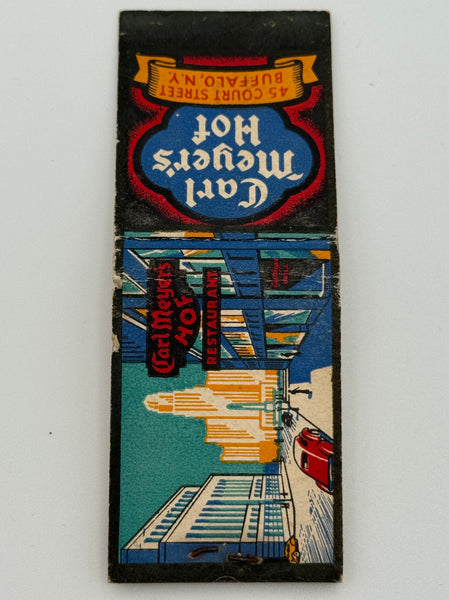 Carl
Meyer's
Hof
45 COURT STREET
BUFFALO, N.Y.
Carl Meyer's
HOF
RESTAURANT